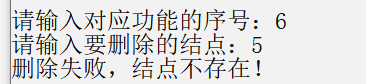 请输入对应功能的序号：6
请输入要删除的结点：5
删除失败，结点不存在！